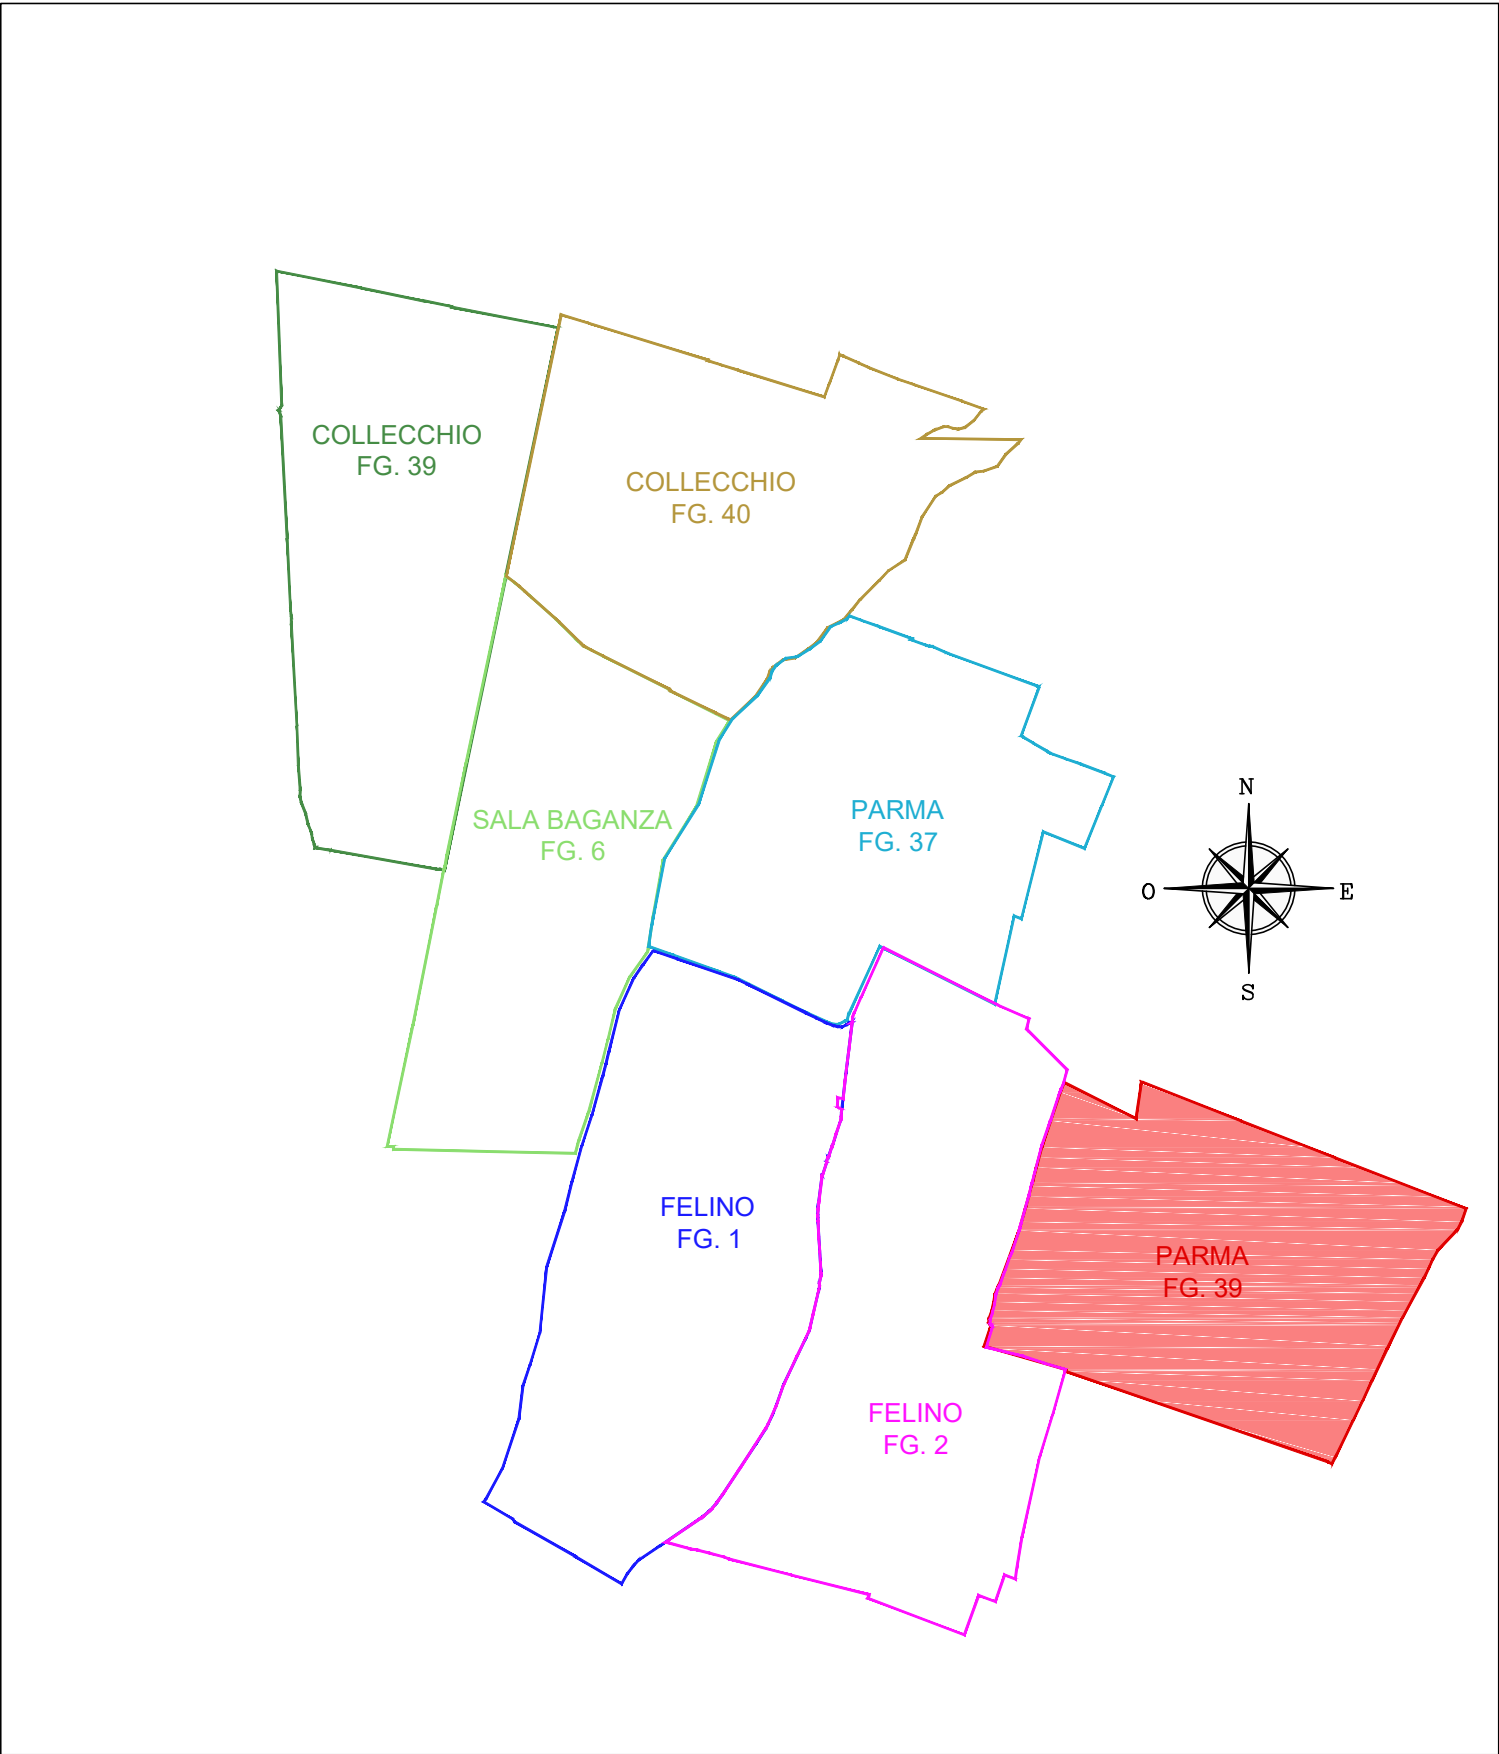 COLLECCHIO
FG. 39
COLLECCHIO
FG. 40
SALA BAGANZA
FG. 6
PARMA
FG. 37
N
O
E
S
FELINO
FG. 1
PARMA
FG. 39
FELINO
FG. 2